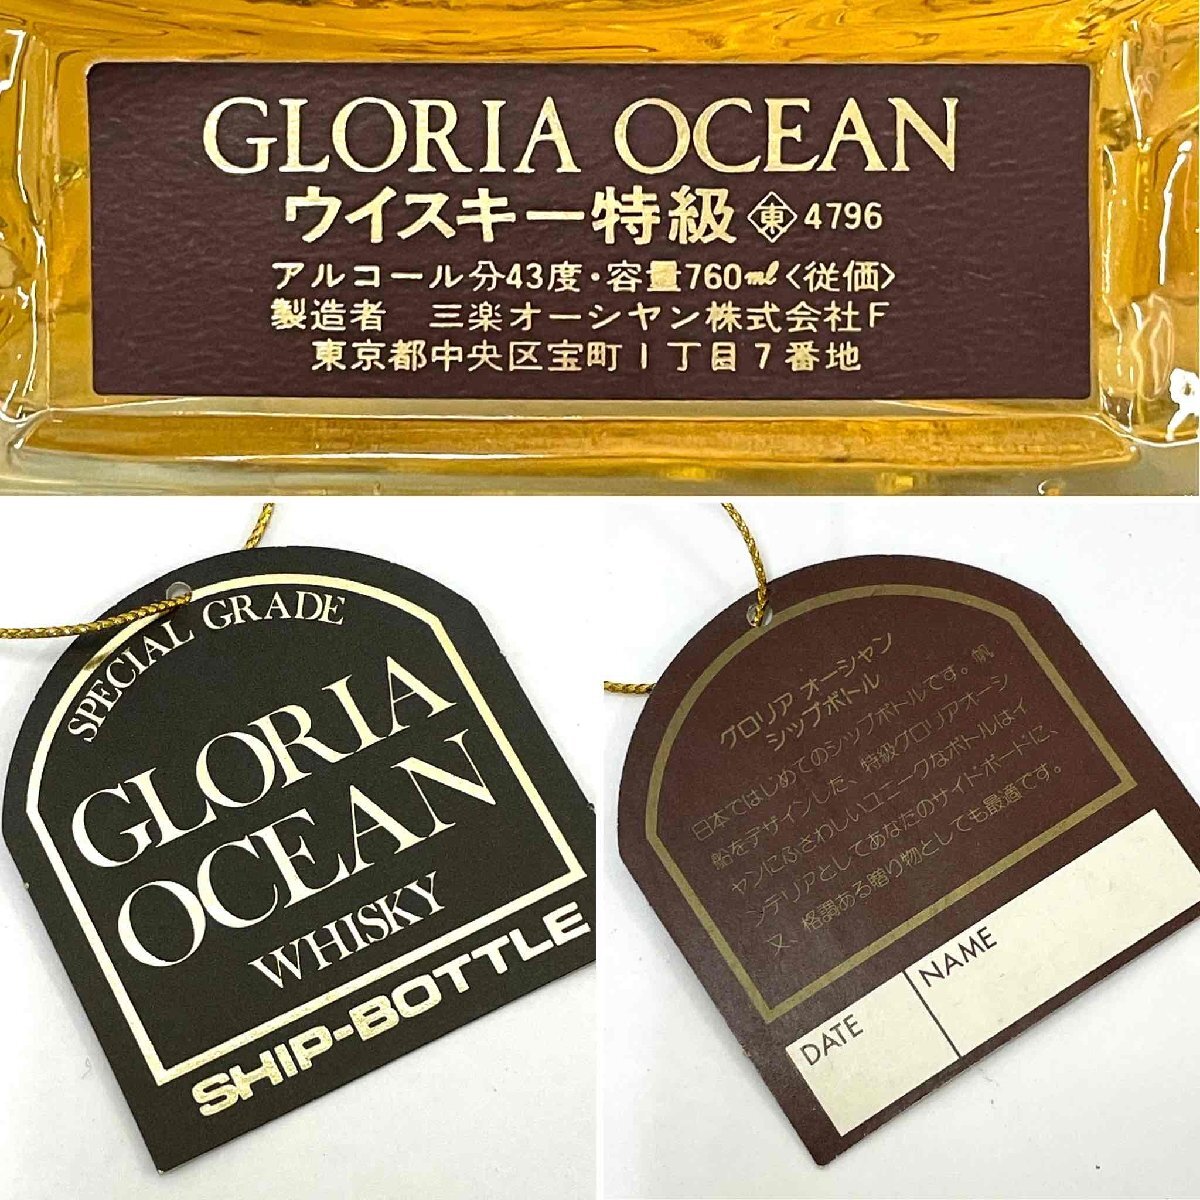 GLORIA OCEAN
ウイスキー特級 東 4796
アルコール分43度・容量760ml〈従価〉
製造者 三楽オーシヤン株式会社F
東京都中央区宝町1丁目7番地
SPECIAL GRADE
GLORIA
OCEAN
WHISKY
SHIP-BOTTLE
グロリア オーシャン
シップボトル
日本ではじめてのシップボトルです。帆
船をデザインした、特級グロリアオーシ
ャンにふさわしいユニークなボトルはイ
ンテリアとしてあなたのサイドボードに、
又、格調ある贈り物としても最適です。
DATE
NAME